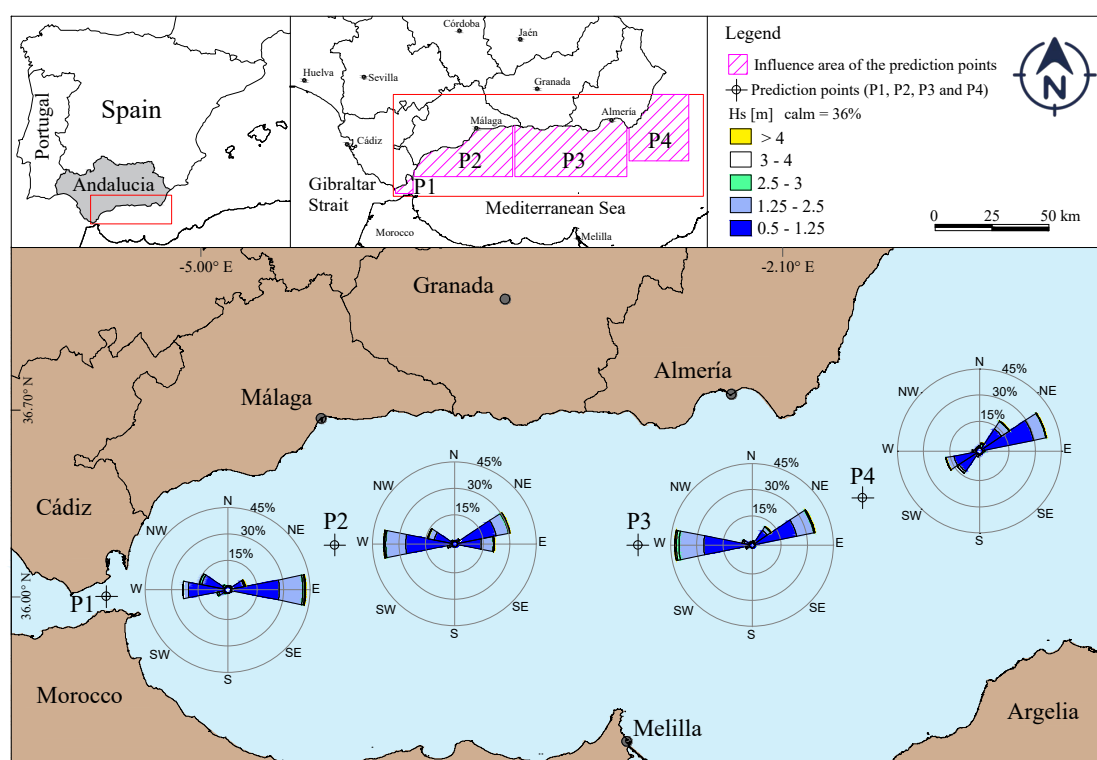 Portugal
Spain
Andalucia
Córdoba
Jaén
Huelva
Sevilla
Granada
Cádiz
Málaga
Almería
P1
P2
P3
P4
Gibraltar
Strait
Mediterranean Sea
Morocco
Melilla
Legend
Influence area of the prediction points
Prediction points (P1, P2, P3 and P4)
Hs [m] calm = 36%
> 4
3 - 4
2.5 - 3
1.25 - 2.5
0.5 - 1.25
N
0 25 50 km
-5.00° E
-2.10° E
36.70° N
36.00° N
Granada
Málaga
Almería
Cádiz
Morocco
Melilla
Argelia
P1
N
NE
E
SE
S
SW
W
NW
15%
30%
45%
P2
N
NE
E
SE
S
SW
W
NW
15%
30%
45%
P3
N
NE
E
SE
S
SW
W
NW
15%
30%
45%
P4
N
NE
E
SE
S
SW
W
NW
15%
30%
45%